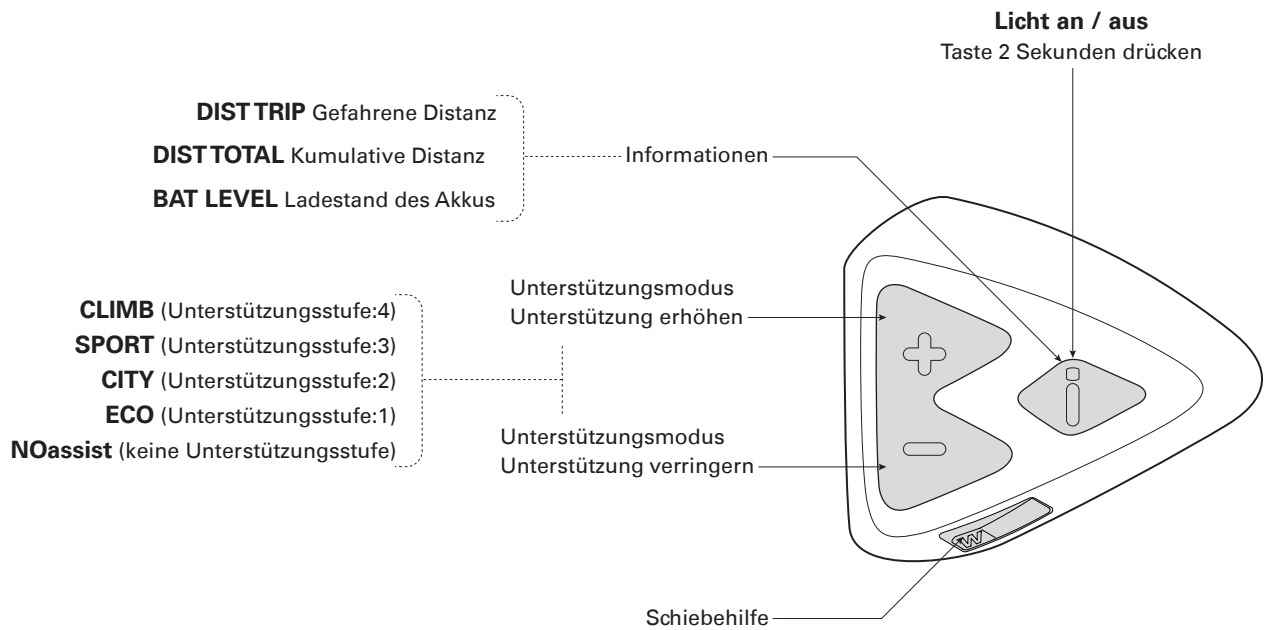 Licht an / aus
Taste 2 Sekunden drücken
DIST TRIP Gefahrene Distanz
DIST TOTAL Kumulative Distanz
BAT LEVEL Ladestand des Akkus
Informationen
CLIMB (Unterstützungsstufe:4)
SPORT (Unterstützungsstufe:3)
CITY (Unterstützungsstufe:2)
ECO (Unterstützungsstufe:1)
NOassist (keine Unterstützungsstufe)
Unterstützungsmodus
Unterstützung erhöhen
Unterstützungsmodus
Unterstützung verringern
+
i
−
W
Schiebehilfe